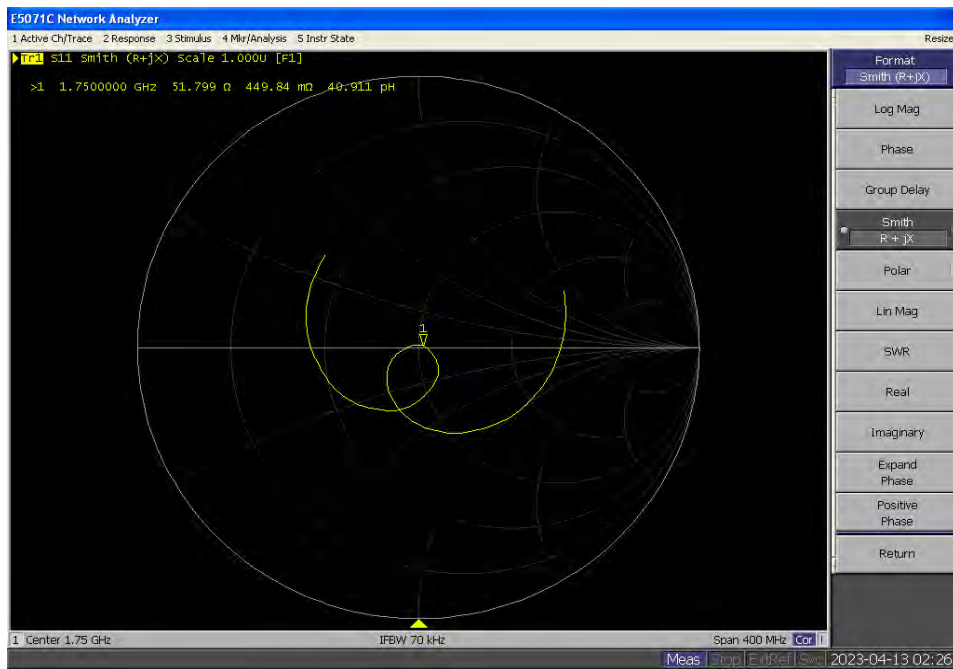 E5071C Network Analyzer
1 Active Ch/Trace 2 Response 3 Stimulus 4 Mkr/Analysis 5 Instr State
Resize
Tr1 S11 Smith (R+jX) Scale 1.000U [F1]
>1 1.7500000 GHz 51.799 Ω 449.84 mΩ 40.911 pH
1
Format
Smith (R+jX)
Log Mag
Phase
Group Delay
Smith
R + jX
Polar
Lin Mag
SWR
Real
Imaginary
Expand
Phase
Positive
Phase
Return
1 Center 1.75 GHz
IFBW 70 kHz
Span 400 MHz Cor !
Meas Stop ExtRef Svc 2023-04-13 02:26